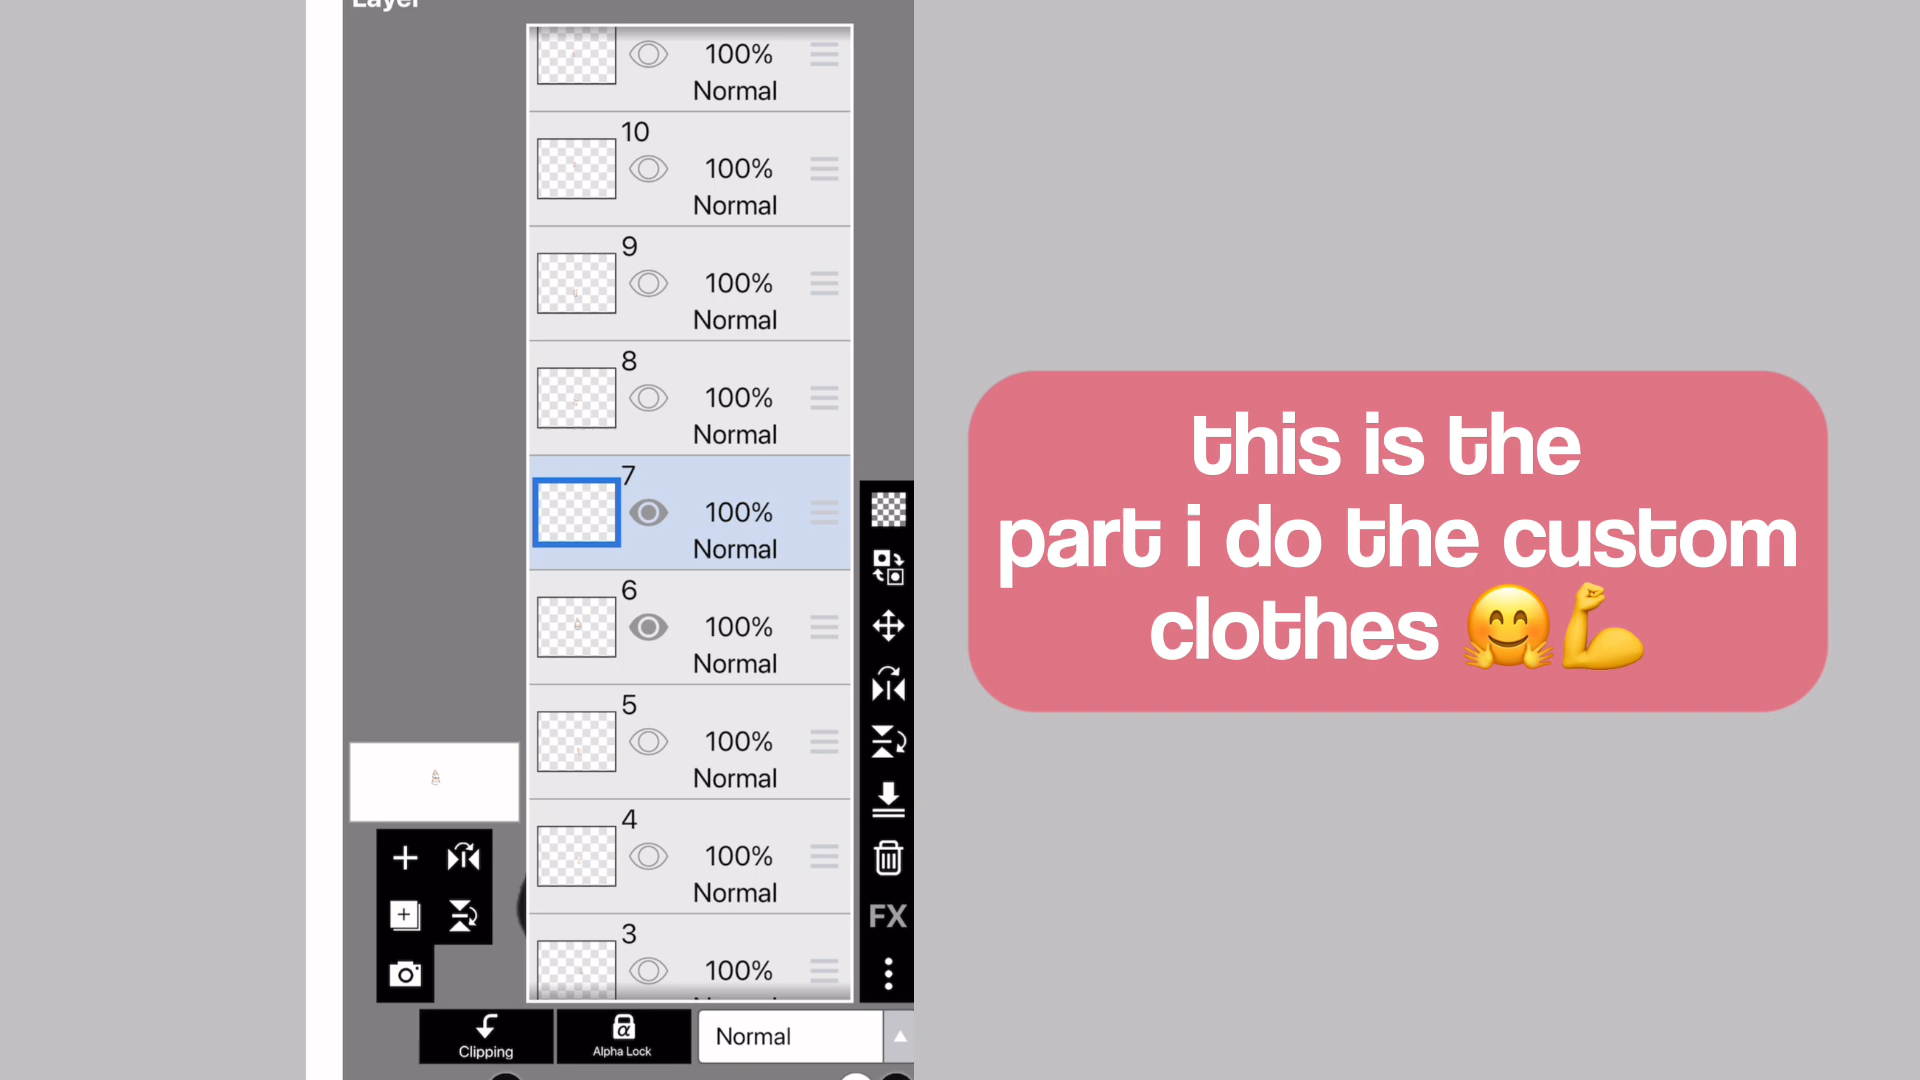 Layer
100%
Normal
10
100%
Normal
9
100%
Normal
8
100%
Normal
7
100%
Normal
6
100%
Normal
5
100%
Normal
4
100%
Normal
3
100%
FX
Clipping
α
Alpha Lock
Normal
this is the
part i do the custom
clothes 🤗💪